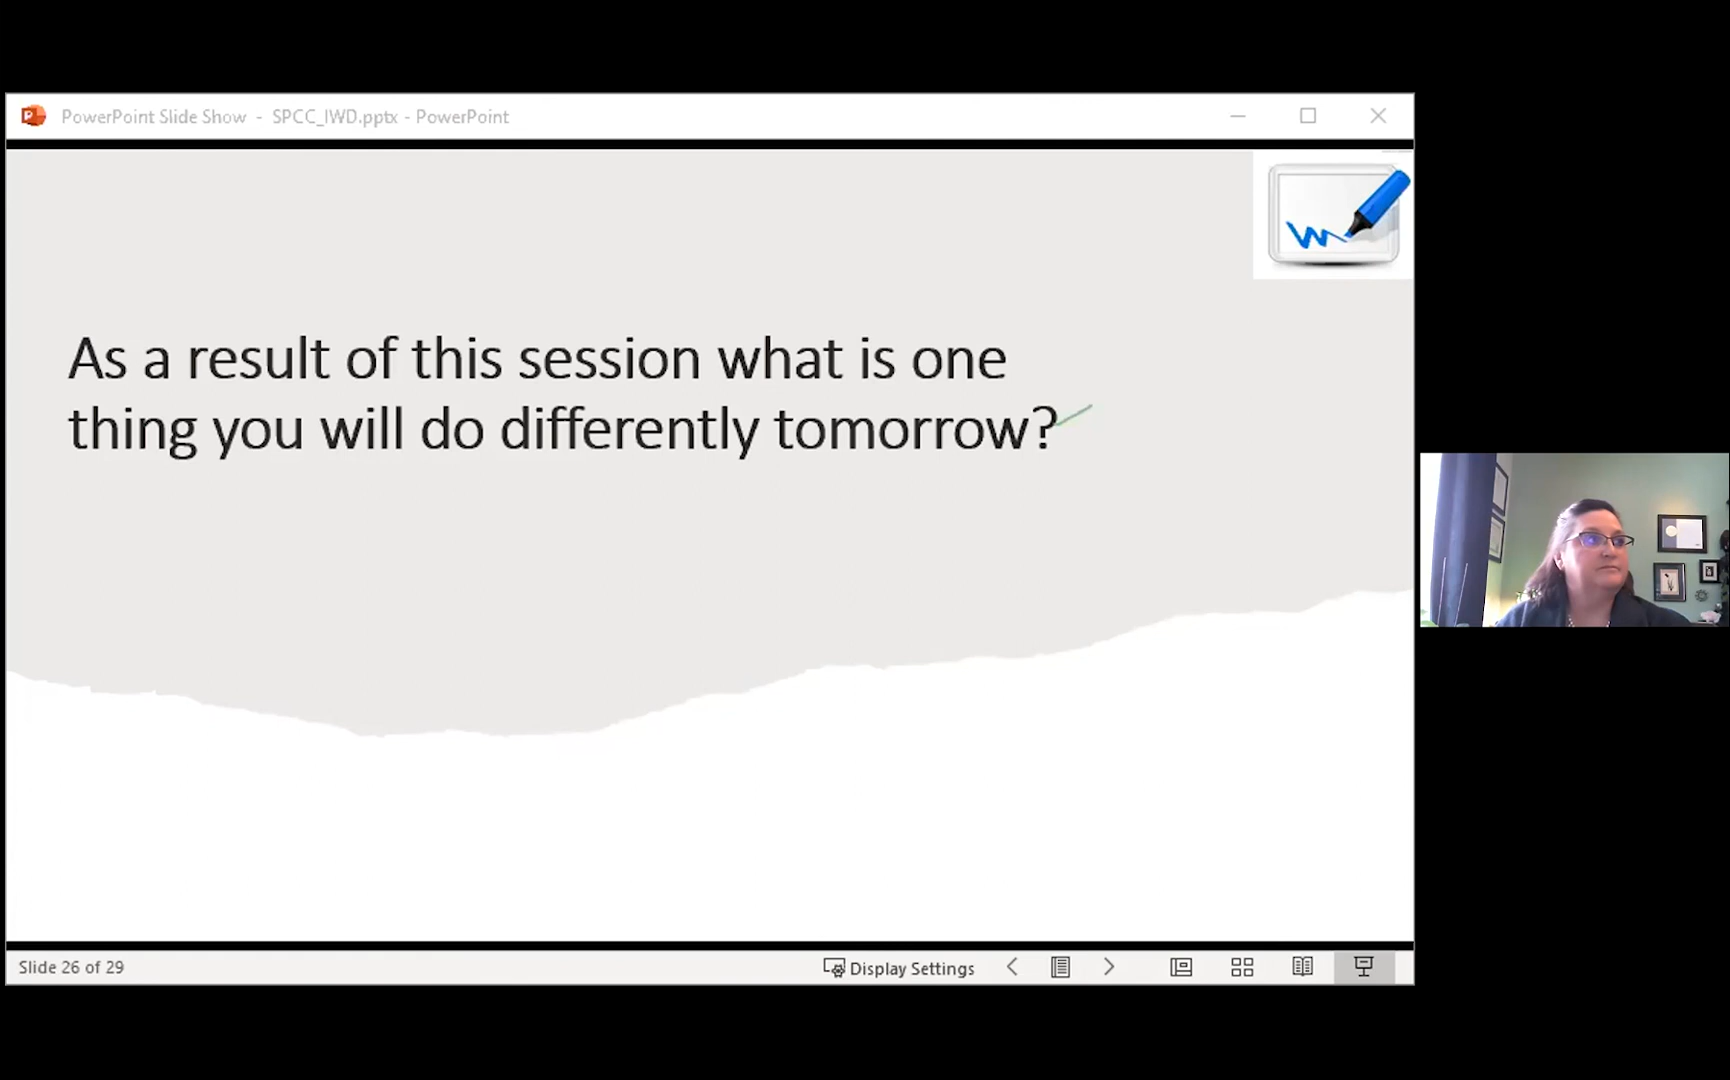 PowerPoint Slide Show - SPCC_IWD.pptx - PowerPoint
As a result of this session what is one
thing you will do differently tomorrow?
Slide 26 of 29
Display Settings